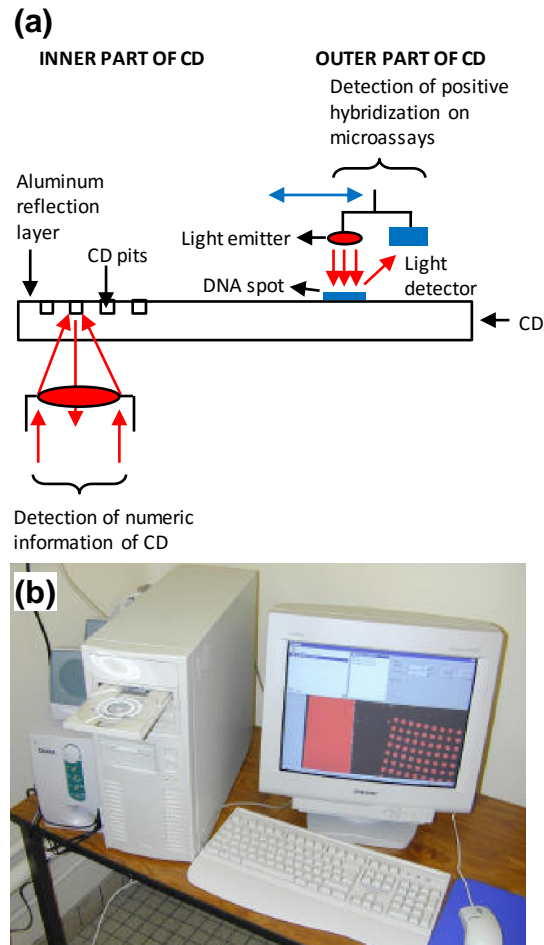 (a)
INNER PART OF CD
OUTER PART OF CD
Detection of positive
hybridization on
microassays
Aluminum
reflection
layer
CD pits
Light emitter
DNA spot
Light
detector
CD
Detection of numeric
information of CD
(b)